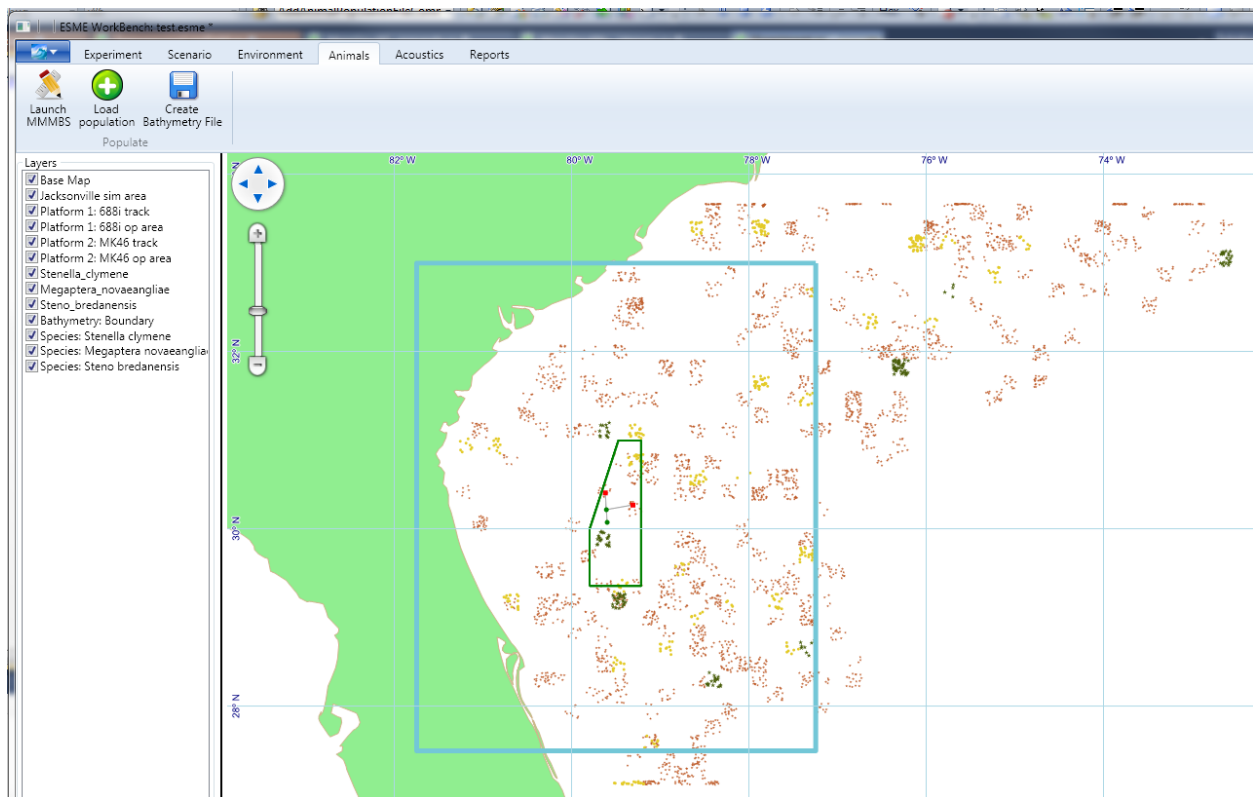 ESME WorkBench: test.esme *
Experiment Scenario Environment Animals Acoustics Reports
Launch MMMBS
Load population
Create Bathymetry File
Populate
Layers
Base Map
Jacksonville sim area
Platform 1: 688i track
Platform 1: 688i op area
Platform 2: MK46 track
Platform 2: MK46 op area
Stenella_clymene
Megaptera_novaeangliae
Steno_bredanensis
Bathymetry: Boundary
Species: Stenella clymene
Species: Megaptera novaeangliae
Species: Steno bredanensis
82° W 80° W 78° W 76° W 74° W
32° N
30° N
28° N